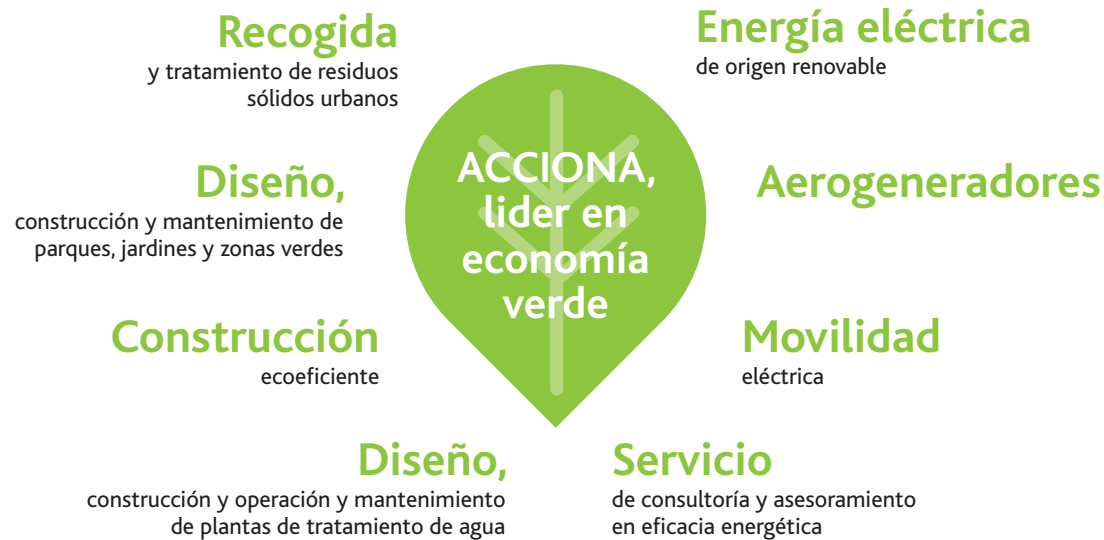 Recogida
y tratamiento de residuos
sólidos urbanos
Energía eléctrica
de origen renovable
Diseño,
construcción y mantenimiento de
parques, jardines y zonas verdes
ACCIONA,
lider en
economía
verde
Aerogeneradores
Construcción
ecoeficiente
Movilidad
eléctrica
Diseño,
construcción y operación y mantenimiento
de plantas de tratamiento de agua
Servicio
de consultoría y asesoramiento
en eficacia energética